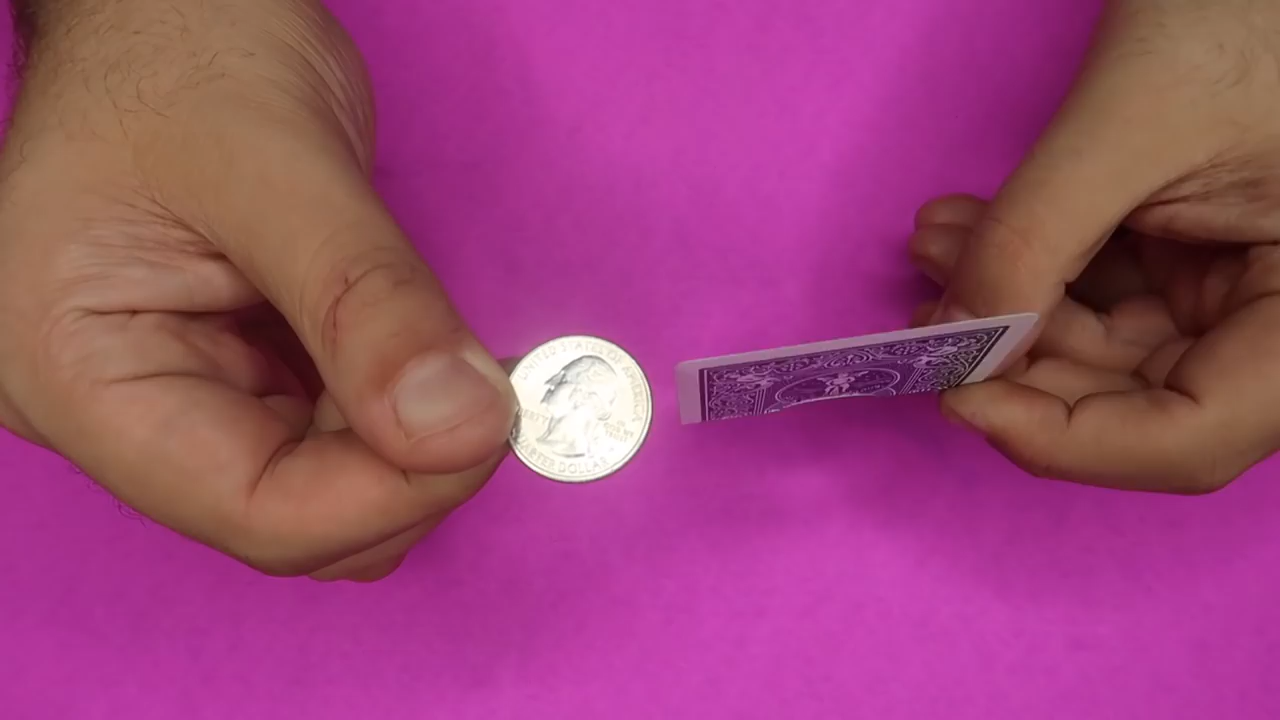 UNITED STATES OF AMERICA
LIBERTY
IN
GOD WE
TRUST
QUARTER DOLLAR